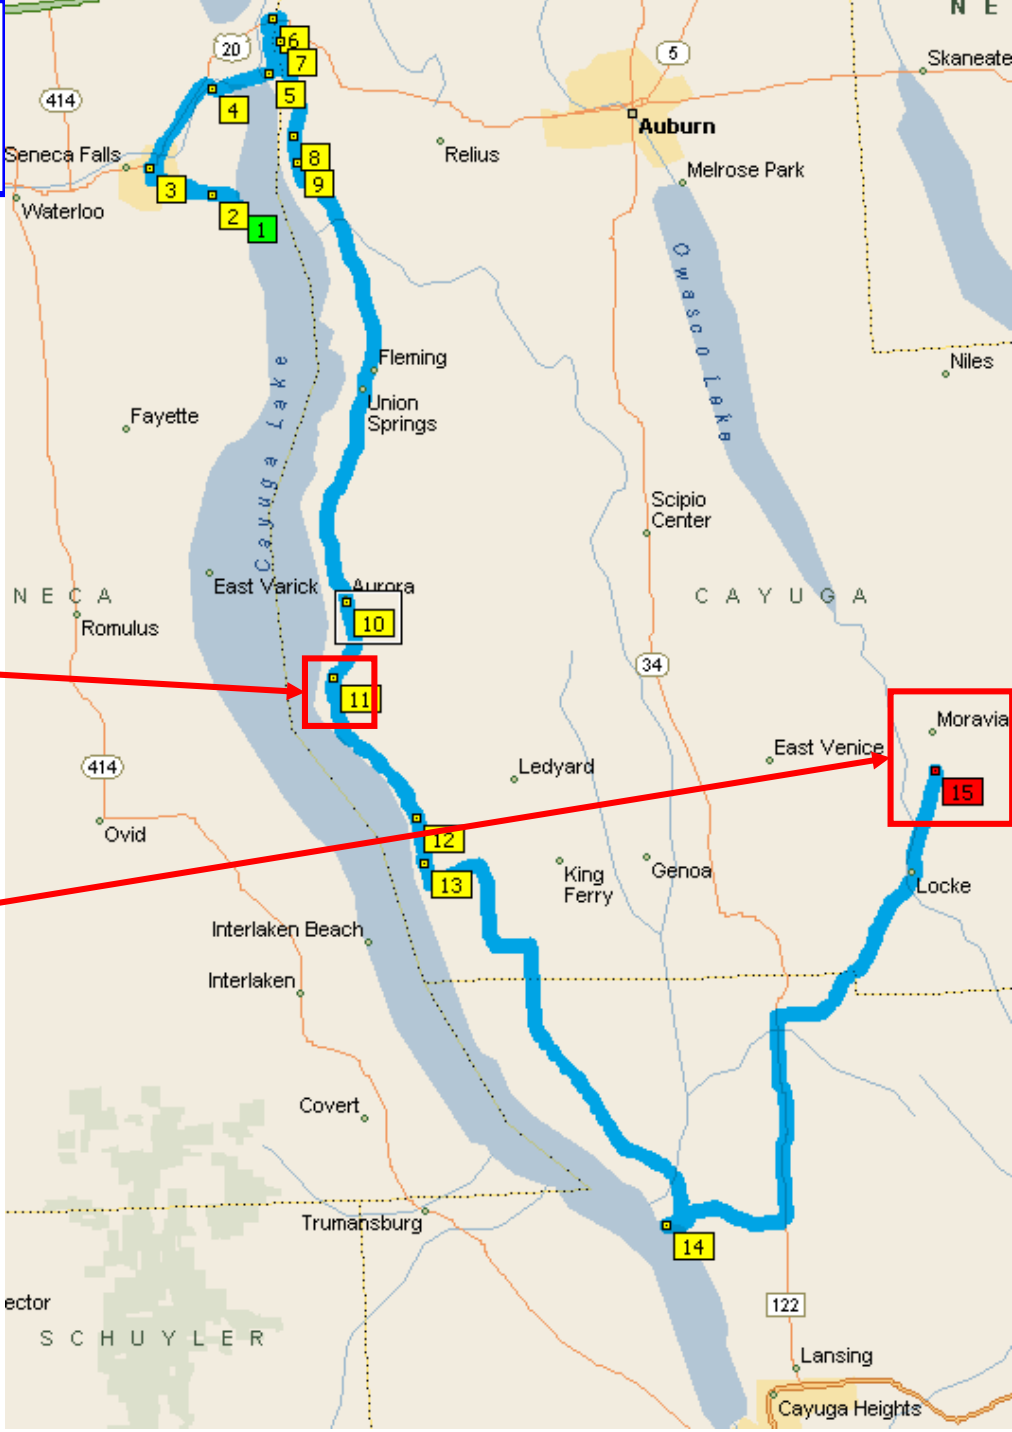 N E
20
6
5
Skaneate
7
414
4
5
Auburn
Seneca Falls
8
Relius
Melrose Park
3
9
Waterloo
2
1
Owasco Lake
Fleming
Niles
Cayuga Lake
Union
Springs
Fayette
Scipio
Center
East Varick
Aurora
NECA
CAYUGA
10
Romulus
34
11
Moravia
East Venice
414
Ledyard
15
Ovid
12
King
Ferry
Genoa
13
Locke
Interlaken Beach
Interlaken
Covert
Trumansburg
14
ector
122
SCHUYLER
Lansing
Cayuga Heights